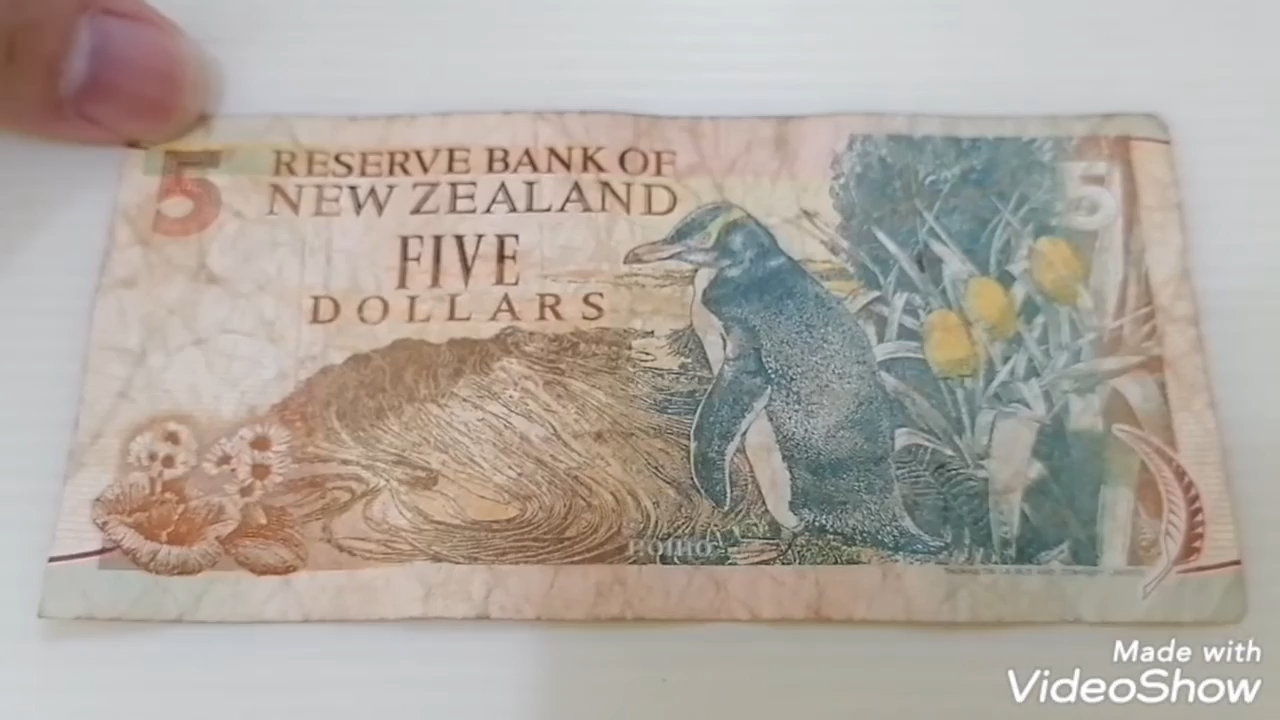 5
RESERVE BANK OF
NEW ZEALAND
FIVE
DOLLARS
5
HOIHO
Made with
VideoShow